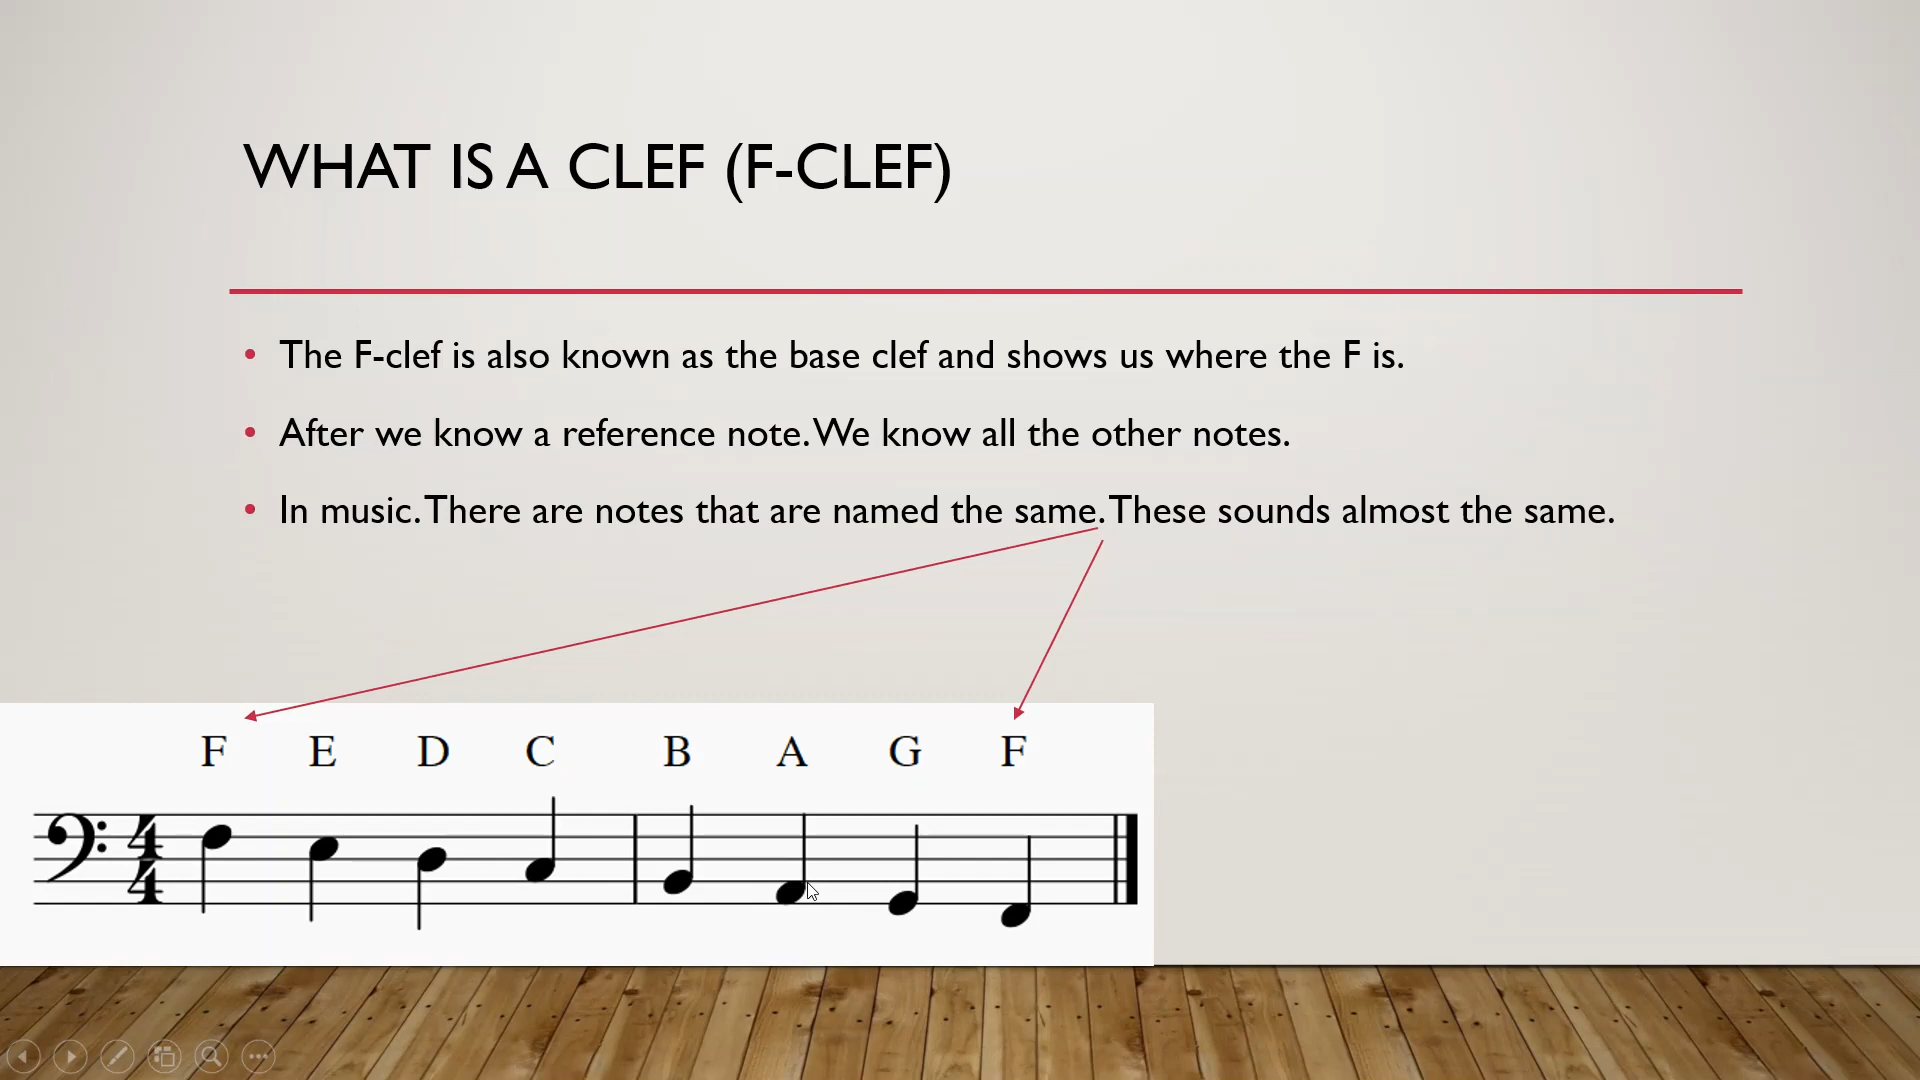 WHAT IS A CLEF (F-CLEF)
• The F-clef is also known as the base clef and shows us where the F is.
• After we know a reference note. We know all the other notes.
• In music. There are notes that are named the same. These sounds almost the same.
F E D C B A G F
4
4